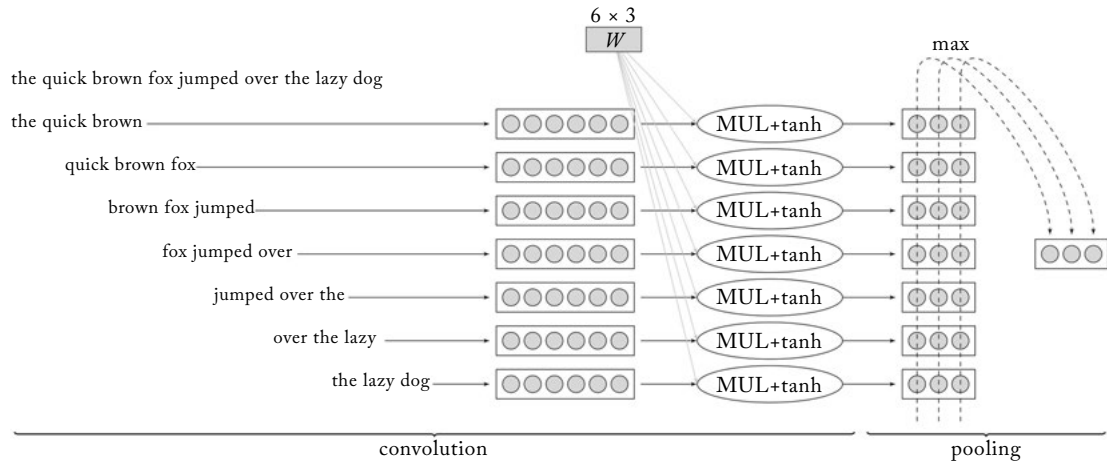 6 × 3
W
max
the quick brown fox jumped over the lazy dog
the quick brown
MUL+tanh
quick brown fox
MUL+tanh
brown fox jumped
MUL+tanh
fox jumped over
MUL+tanh
jumped over the
MUL+tanh
over the lazy
MUL+tanh
the lazy dog
MUL+tanh
convolution
pooling